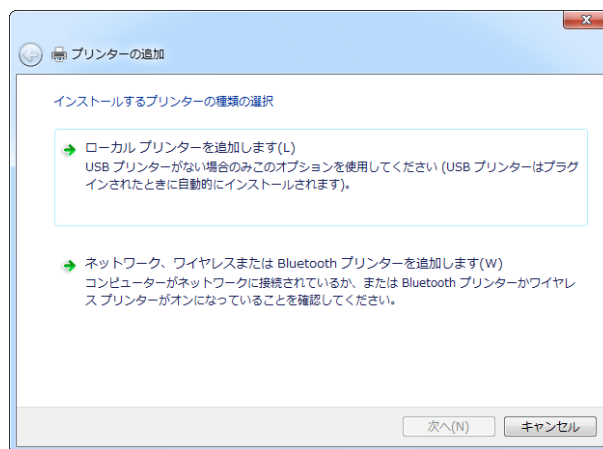 プリンターの追加
インストールするプリンターの種類の選択
ローカル プリンターを追加します(L)
USB プリンターがない場合のみこのオプションを使用してください (USB プリンターはプラグ
インされたときに自動的にインストールされます)。
ネットワーク、ワイヤレスまたは Bluetooth プリンターを追加します(W)
コンピューターがネットワークに接続されているか、または Bluetooth プリンターかワイヤレ
ス プリンターがオンになっていることを確認してください。
次へ(N)
キャンセル